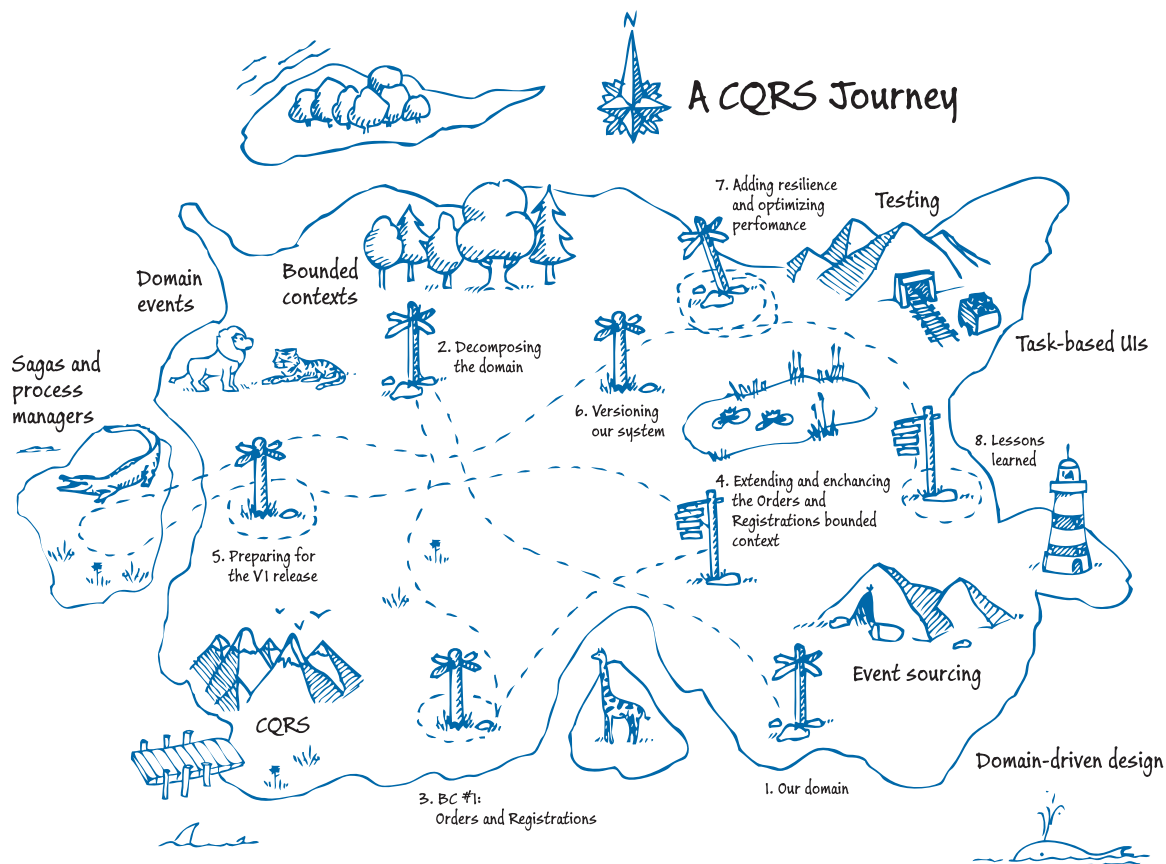 N
A CQRS Journey
7. Adding resilience
and optimizing
perfomance
Testing
Domain
events
Bounded
contexts
2. Decomposing
the domain
Task-based UIs
Sagas and
process
managers
6. Versioning
our system
8. Lessons
learned
4. Extending and enchancing
the Orders and
Registrations bounded
context
5. Preparing for
the V1 release
Event sourcing
CQRS
Domain-driven design
1. Our domain
3. BC #1:
Orders and Registrations